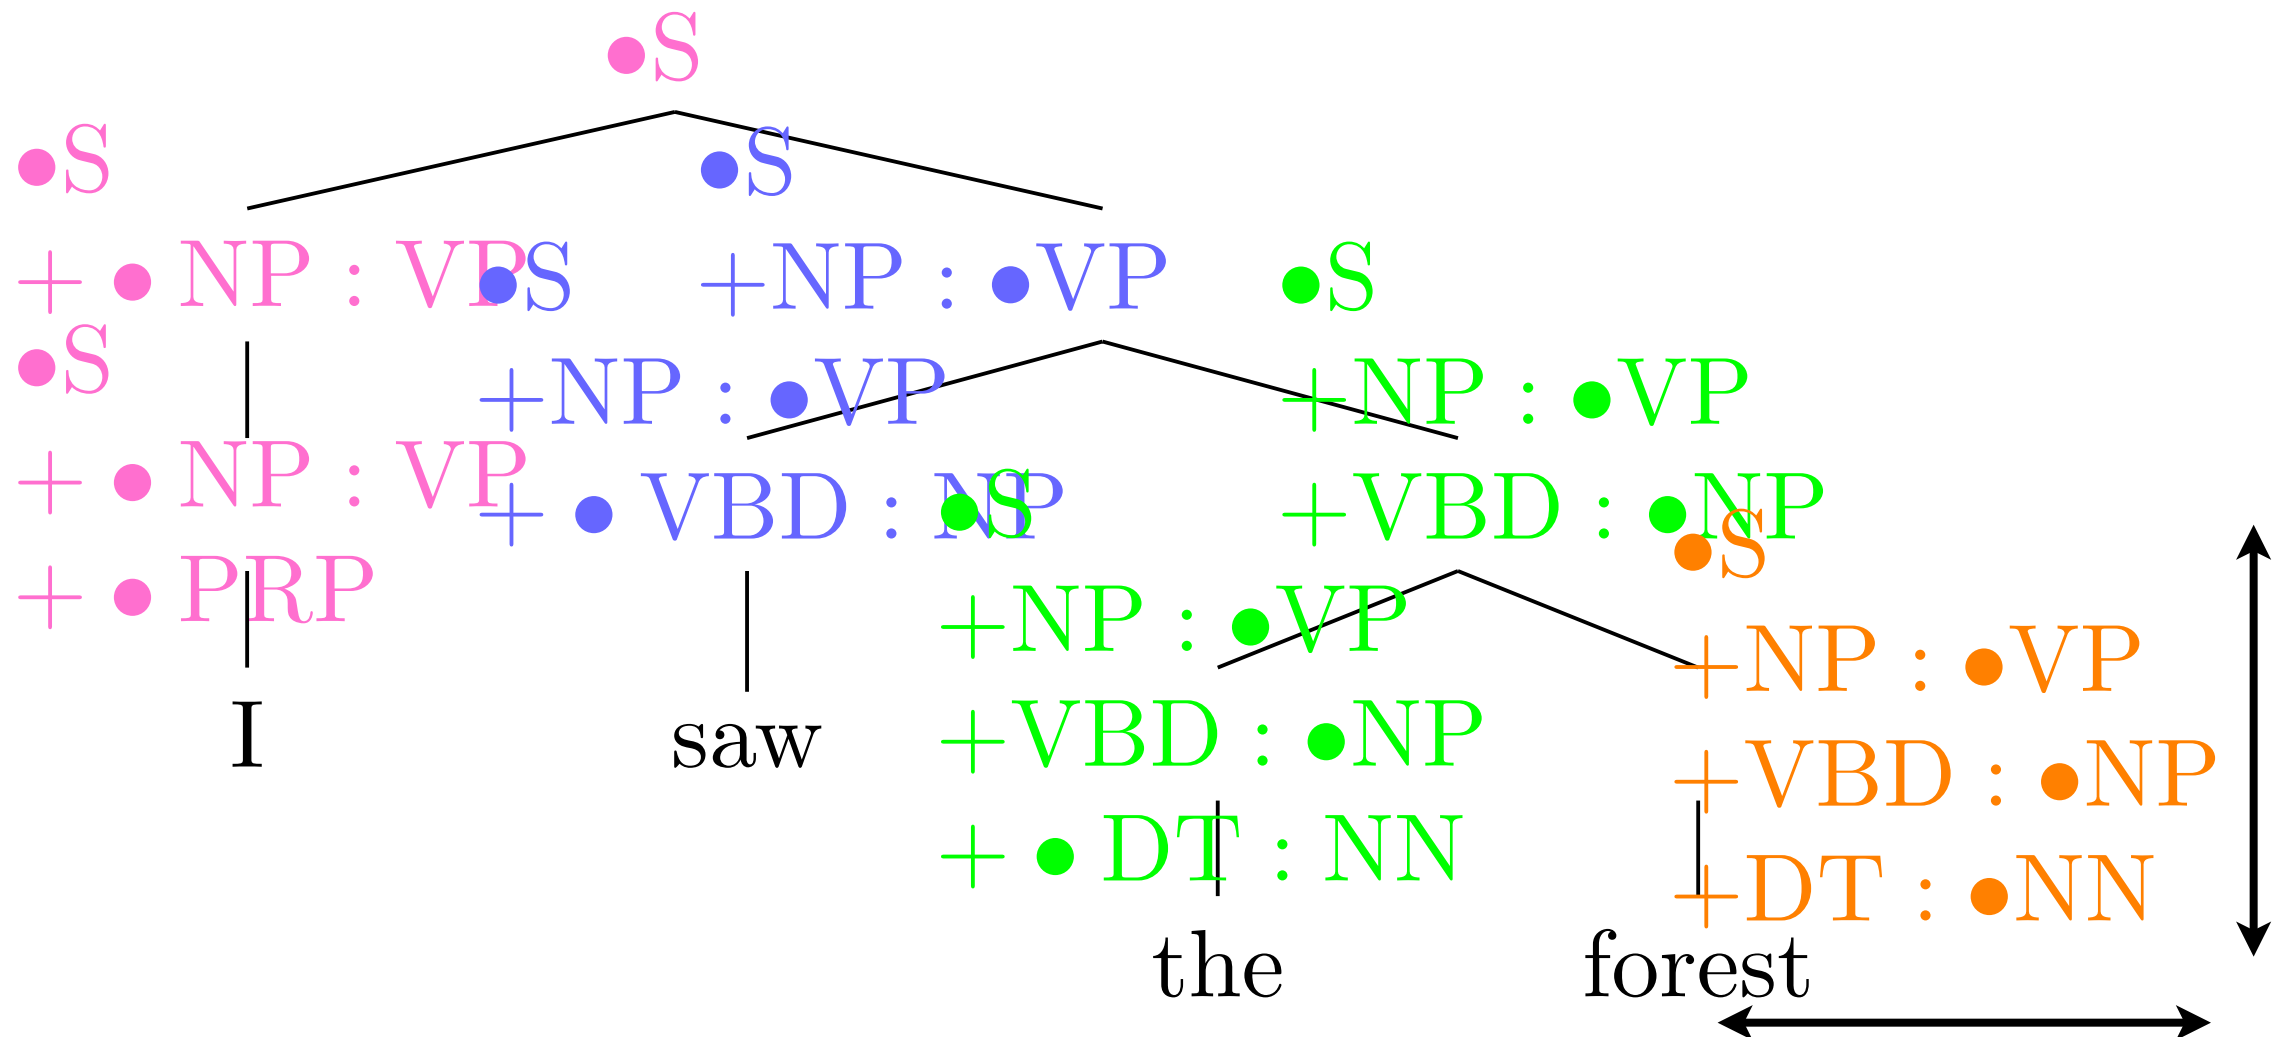 ●S
●S
+ ● NP : VP
●S
+NP : ●VP
●S
+ ● NP : VP
+ ● PRP
I
●S
+NP : ●VP
+ ● VBD : NP
saw
●S
+NP : ●VP
+VBD : ●NP
●S
+NP : ●VP
+VBD : ●NP
+ ● DT : NN
the
●S
+NP : ●VP
+VBD : ●NP
+DT : ●NN
forest